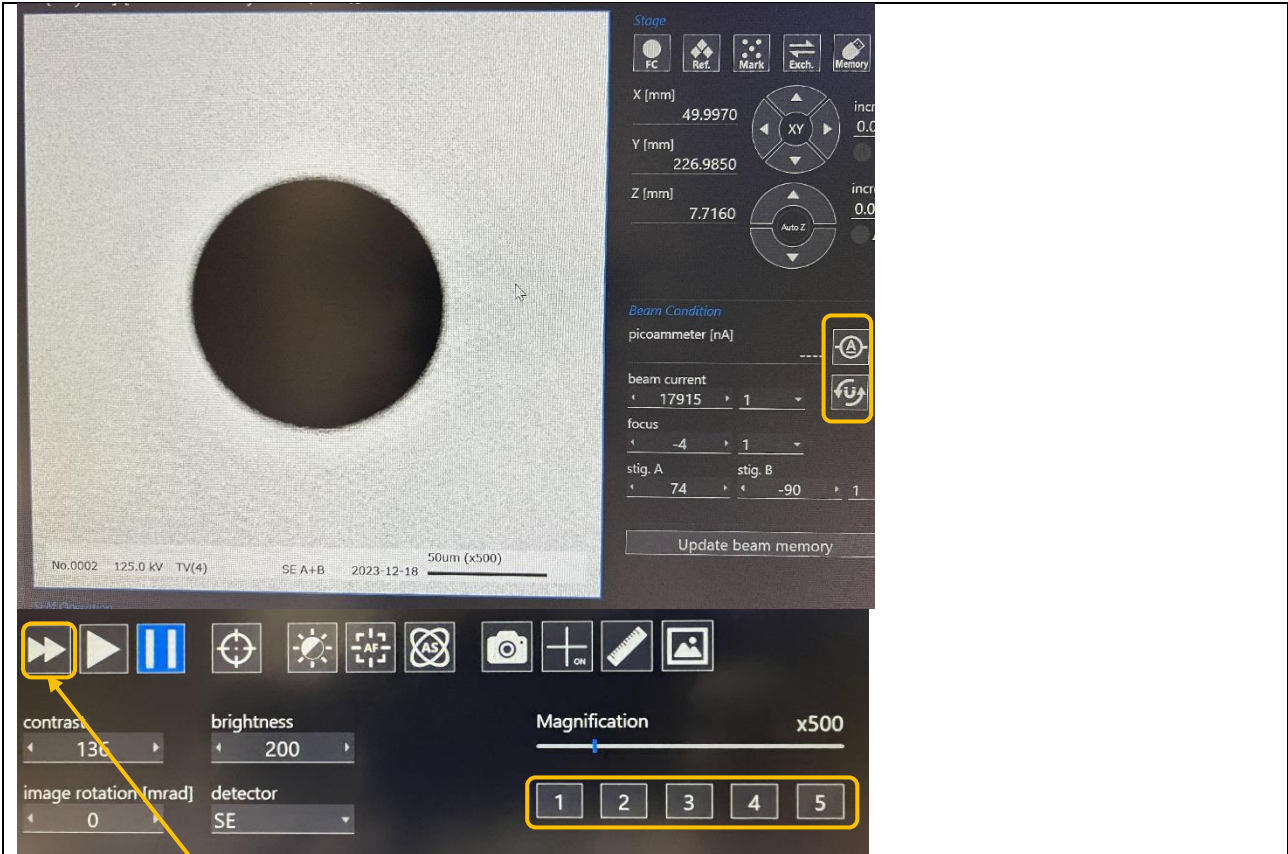 Stage
FC Ref. Mark Exch. Memory
X [mm]
49.9970
XY
Y [mm]
226.9850
Z [mm]
7.7160
Auto Z
Beam Condition
picoammeter [nA]
---- A
beam current
17915 1
focus
-4 1
stig. A stig. B
74 -90 1
Update beam memory
No.0002 125.0 kV TV(4) SE A+B 2023-12-18 50um (x500)
AF AS ON
contrast brightness Magnification x500
136 200
image rotation [mrad] detector
0 SE
1 2 3 4 5